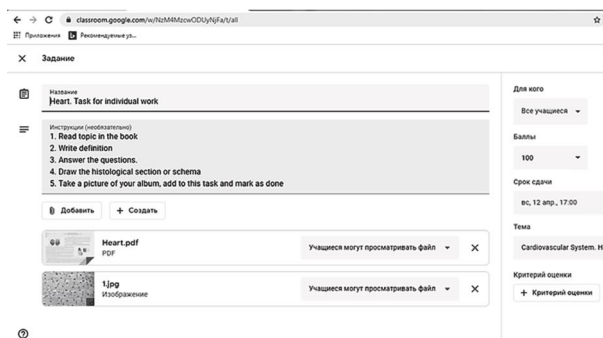 classroom.google.com/w/NzM4MzcwODUyNjFa/t/all
Приложения Рекомендуемые уз...
Задание
Название
Heart. Task for individual work
Инструкции (необязательно)
1. Read topic in the book
2. Write definition
3. Answer the questions.
4. Draw the histological section or schema
5. Take a picture of your album, add to this task and mark as done
Добавить + Создать
Heart.pdf
PDF
Учащиеся могут просматривать файл
1.jpg
Изображение
Учащиеся могут просматривать файл
Для кого
Все учащиеся
Баллы
100
Срок сдачи
вс, 12 апр., 17:00
Тема
Cardiovascular System. H
Критерий оценки
+ Критерий оценки